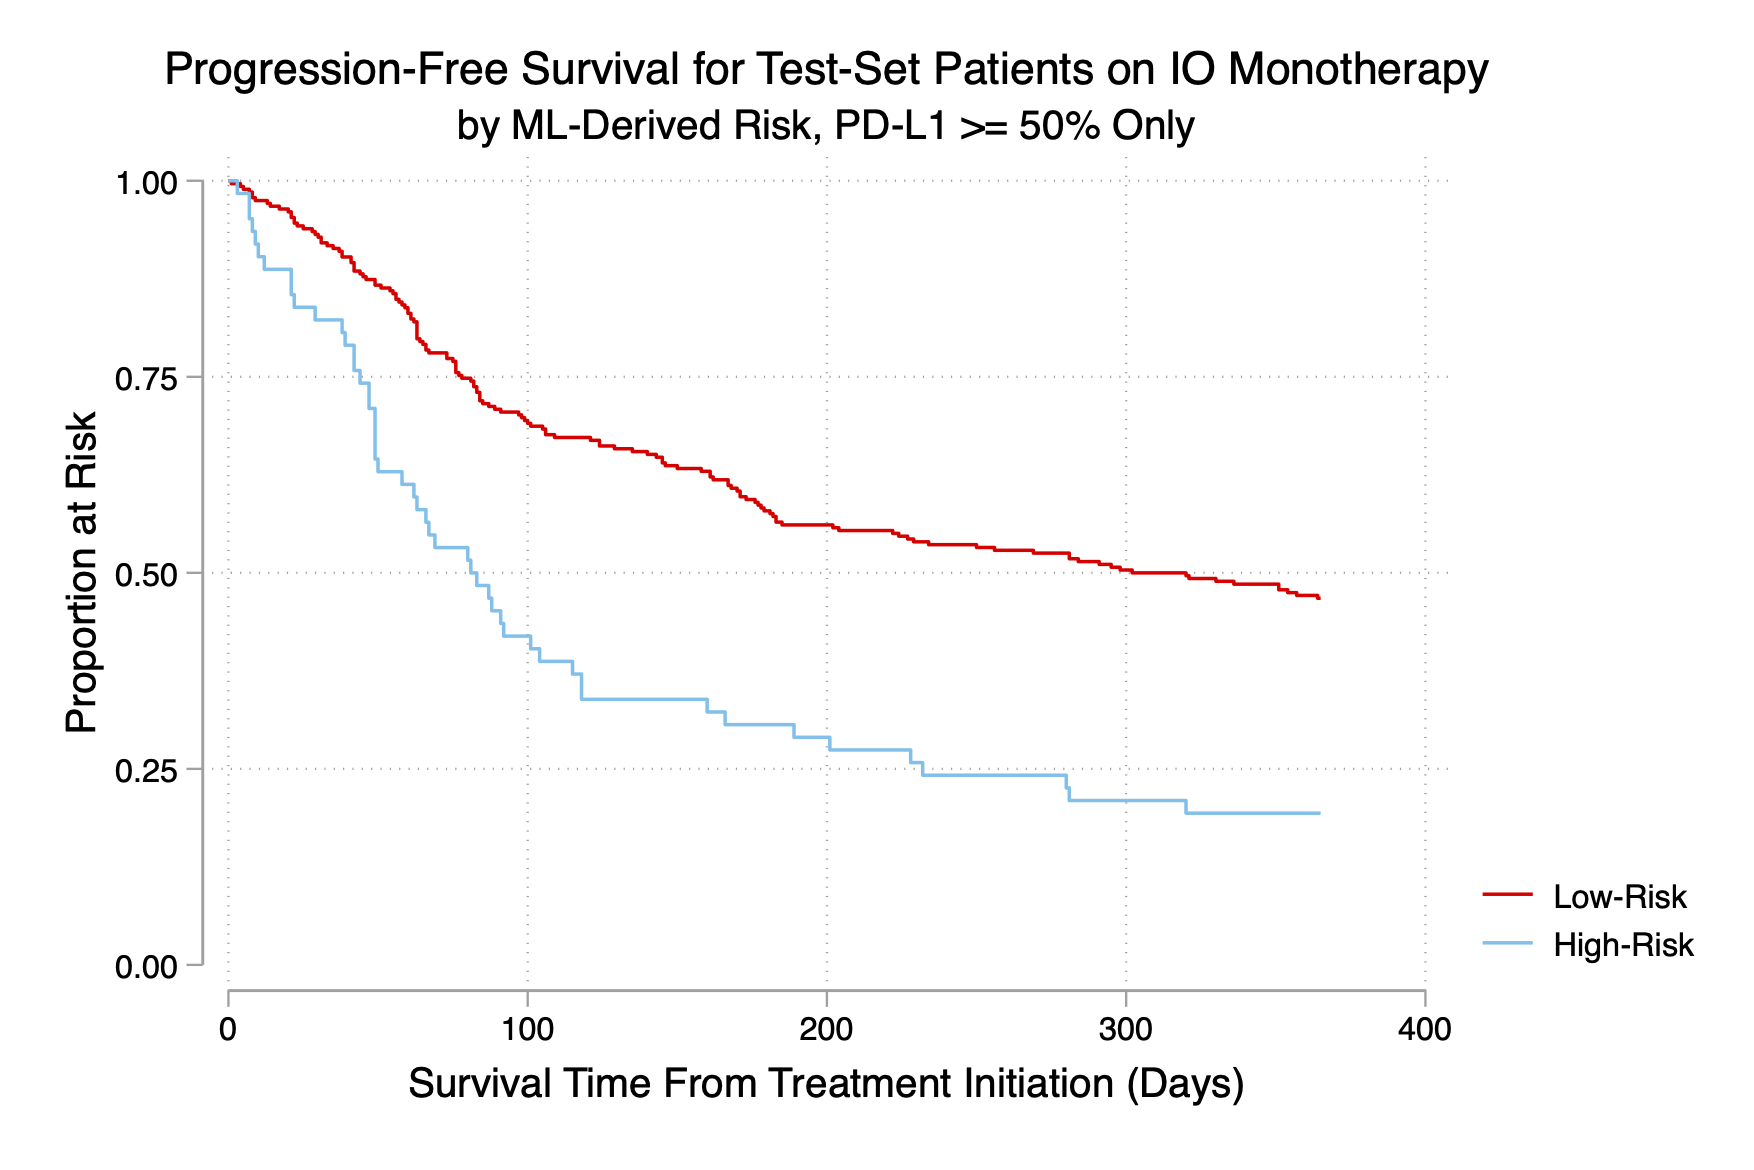 Progression-Free Survival for Test-Set Patients on IO Monotherapy
by ML-Derived Risk, PD-L1 >= 50% Only
Proportion at Risk
1.00
0.75
0.50
0.25
0.00
0 100 200 300 400
Survival Time From Treatment Initiation (Days)
Low-Risk
High-Risk